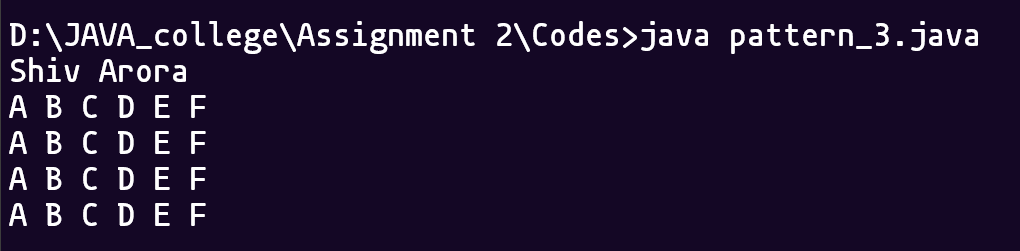 D:\JAVA_college\Assignment 2\Codes>java pattern_3.java
Shiv Arora
A B C D E F
A B C D E F
A B C D E F
A B C D E F